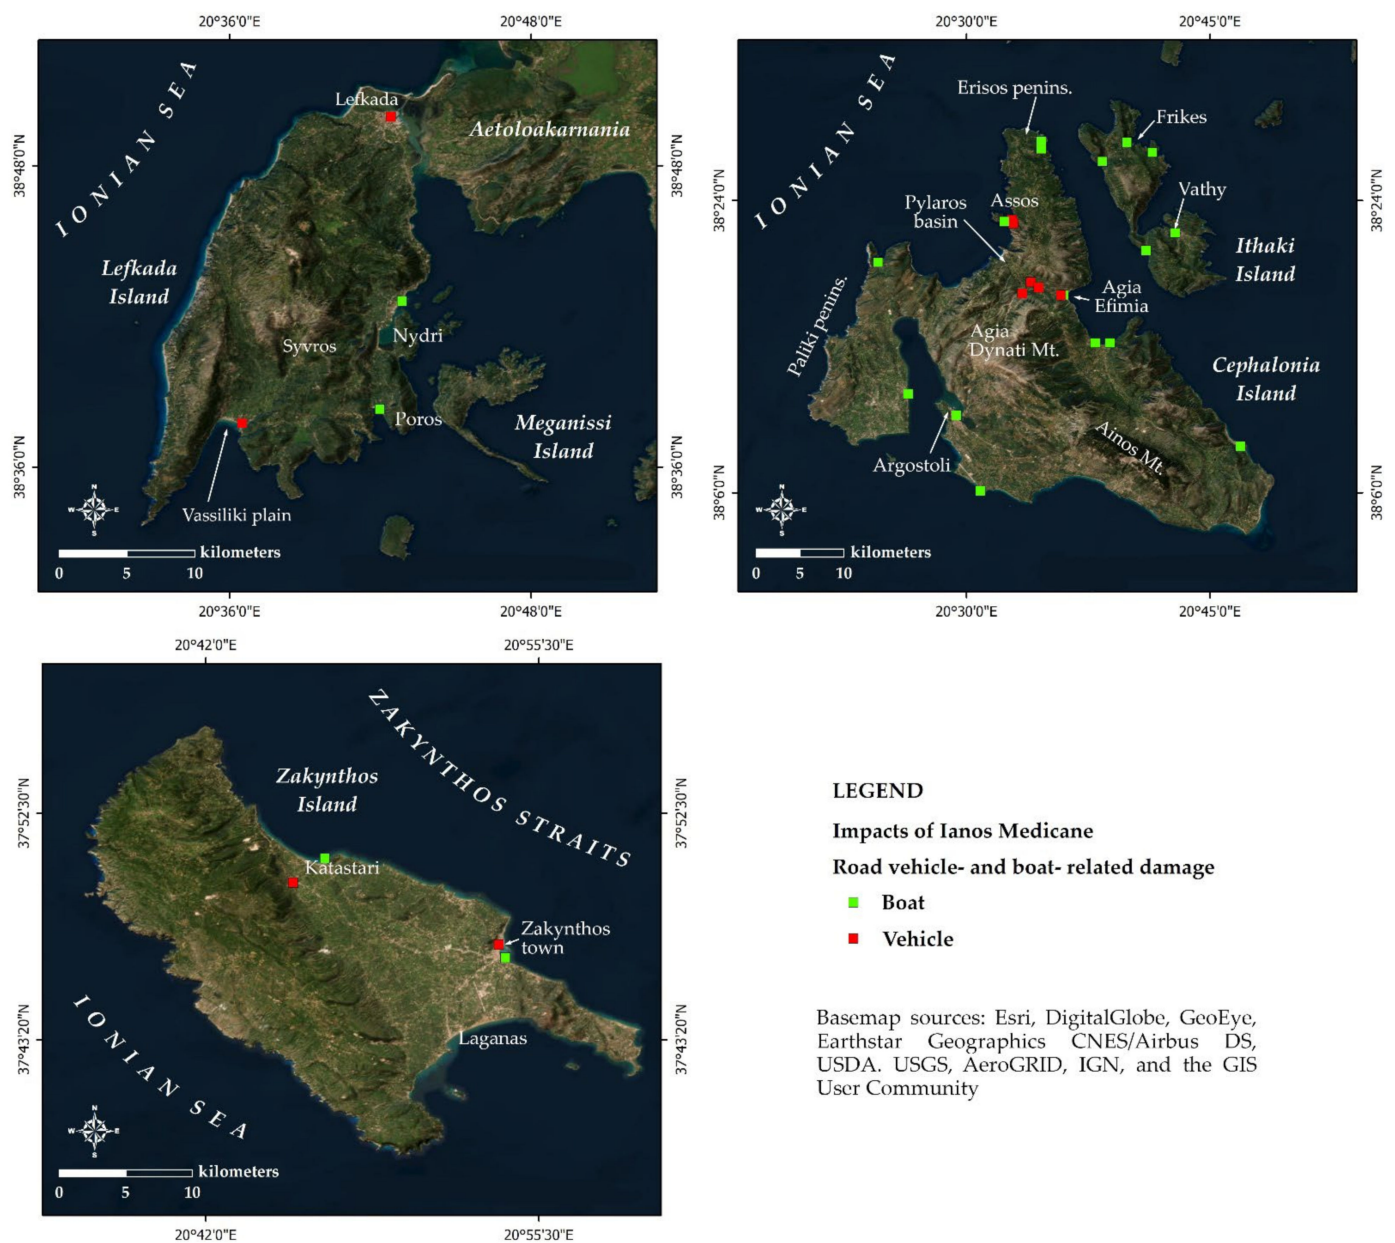 20°36'0"E
20°48'0"E
38°48'0"N
38°36'0"N
IONIAN SEA
Lefkada
Aetoloakarnania
Lefkada
Island
Nydri
Syvros
Poros
Meganissi
Island
Vassiliki plain
N
W
E
S
kilometers
0 5 10
38°48'0"N
38°36'0"N
20°36'0"E
20°48'0"E
20°30'0"E
20°45'0"E
38°24'0"N
38°6'0"N
IONIAN SEA
Erisos penins.
Frikes
Assos
Pylaros
basin
Vathy
Ithaki
Island
Paliki penins.
Agia
Efimia
Agia
Dynati Mt.
Cephalonia
Island
Ainos Mt.
Argostoli
N
W
E
S
kilometers
0 5 10
38°24'0"N
38°6'0"N
20°30'0"E
20°45'0"E
20°42'0"E
20°55'30"E
37°52'30"N
37°43'20"N
ZAKYNTHOS STRAITS
Zakynthos
Island
Katastari
Zakynthos
town
Laganas
IONIAN SEA
N
W
E
S
kilometers
0 5 10
37°52'30"N
37°43'20"N
20°42'0"E
20°55'30"E
LEGEND
Impacts of Ianos Medicane
Road vehicle- and boat- related damage
Boat
Vehicle
Basemap sources: Esri, DigitalGlobe, GeoEye,
Earthstar Geographics CNES/Airbus DS,
USDA. USGS, AeroGRID, IGN, and the GIS
User Community